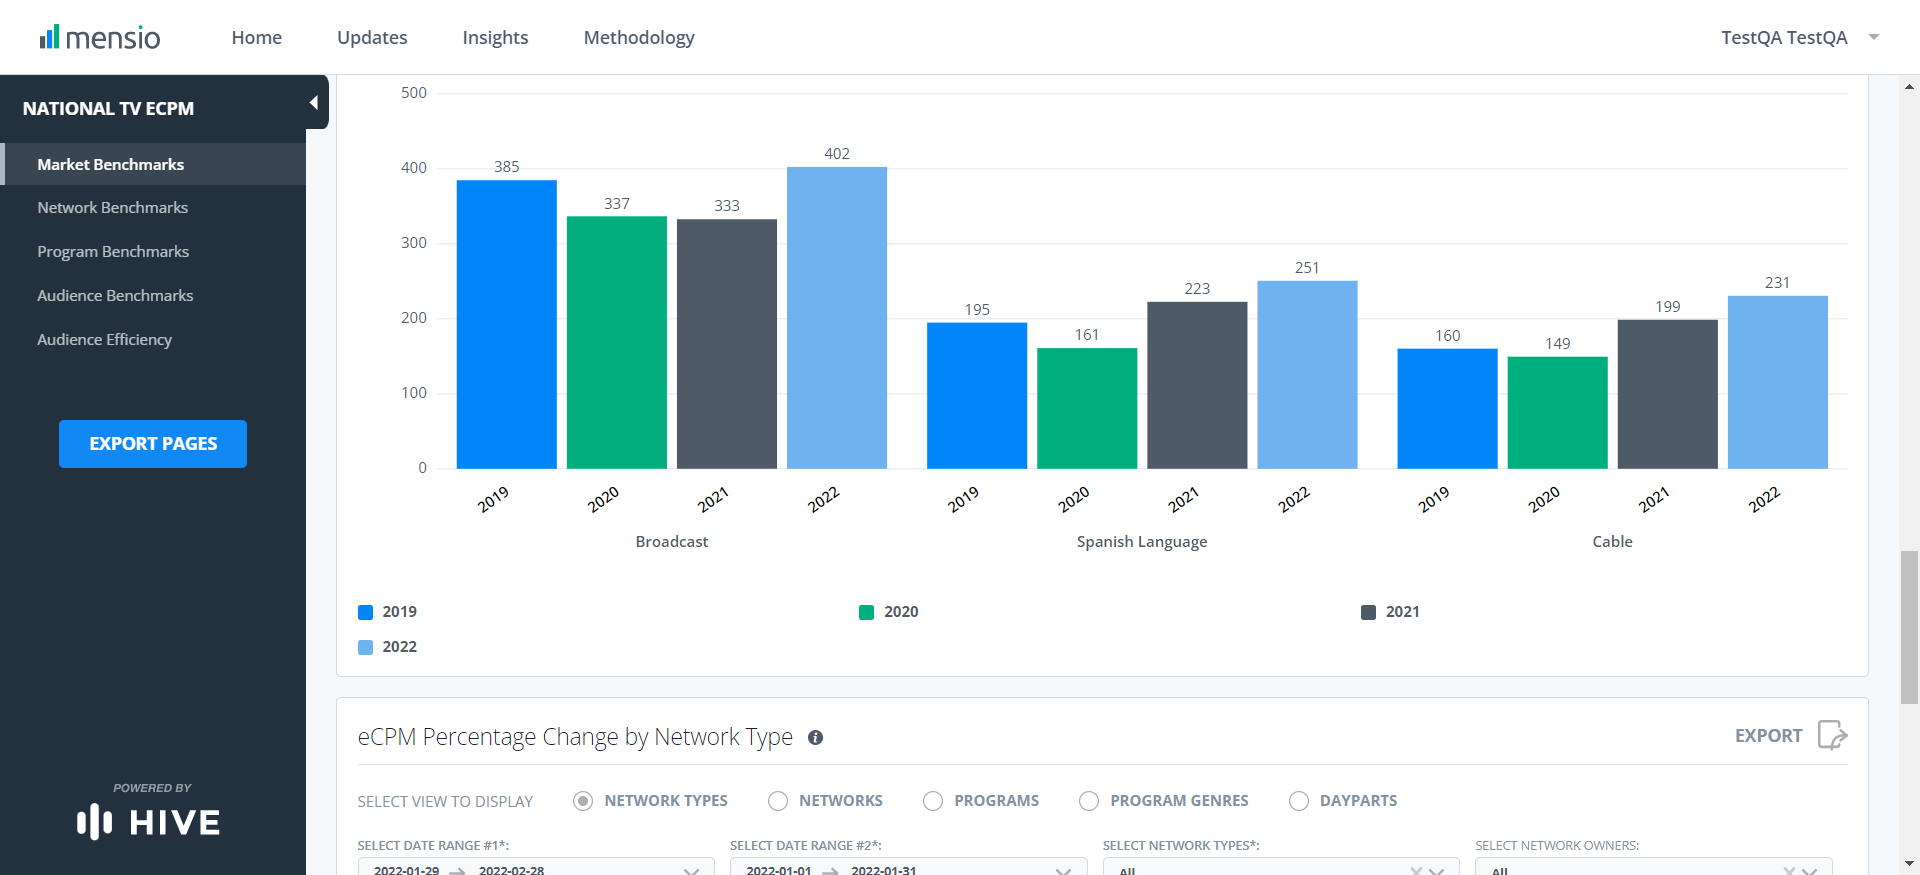 mensio
Home
Updates
Insights
Methodology
TestQA TestQA
NATIONAL TV ECPM
Market Benchmarks
Network Benchmarks
Program Benchmarks
Audience Benchmarks
Audience Efficiency
EXPORT PAGES
POWERED BY
HIVE
500
400
300
200
100
0
385
337
333
402
195
161
223
251
160
149
199
231
2019
2020
2021
2022
2019
2020
2021
2022
2019
2020
2021
2022
Broadcast
Spanish Language
Cable
2019
2020
2021
2022
eCPM Percentage Change by Network Type
EXPORT
SELECT VIEW TO DISPLAY
NETWORK TYPES
NETWORKS
PROGRAMS
PROGRAM GENRES
DAYPARTS
SELECT DATE RANGE #1*:
SELECT DATE RANGE #2*:
SELECT NETWORK TYPES*:
SELECT NETWORK OWNERS:
2022-01-29 → 2022-02-28
2022-01-01 → 2022-01-31
All
All